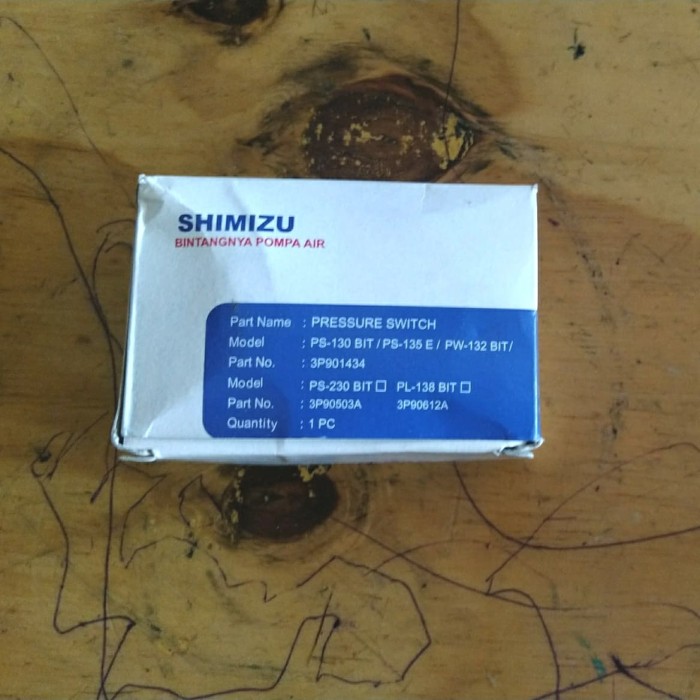 SHIMIZU
BINTANGNYA POMPA AIR
Part Name : PRESSURE SWITCH
Model : PS-130 BIT / PS-135 E / PW-132 BIT/
Part No. : 3P901434
Model : PS-230 BIT □ PL-138 BIT □
Part No. : 3P90503A 3P90612A
Quantity : 1 PC